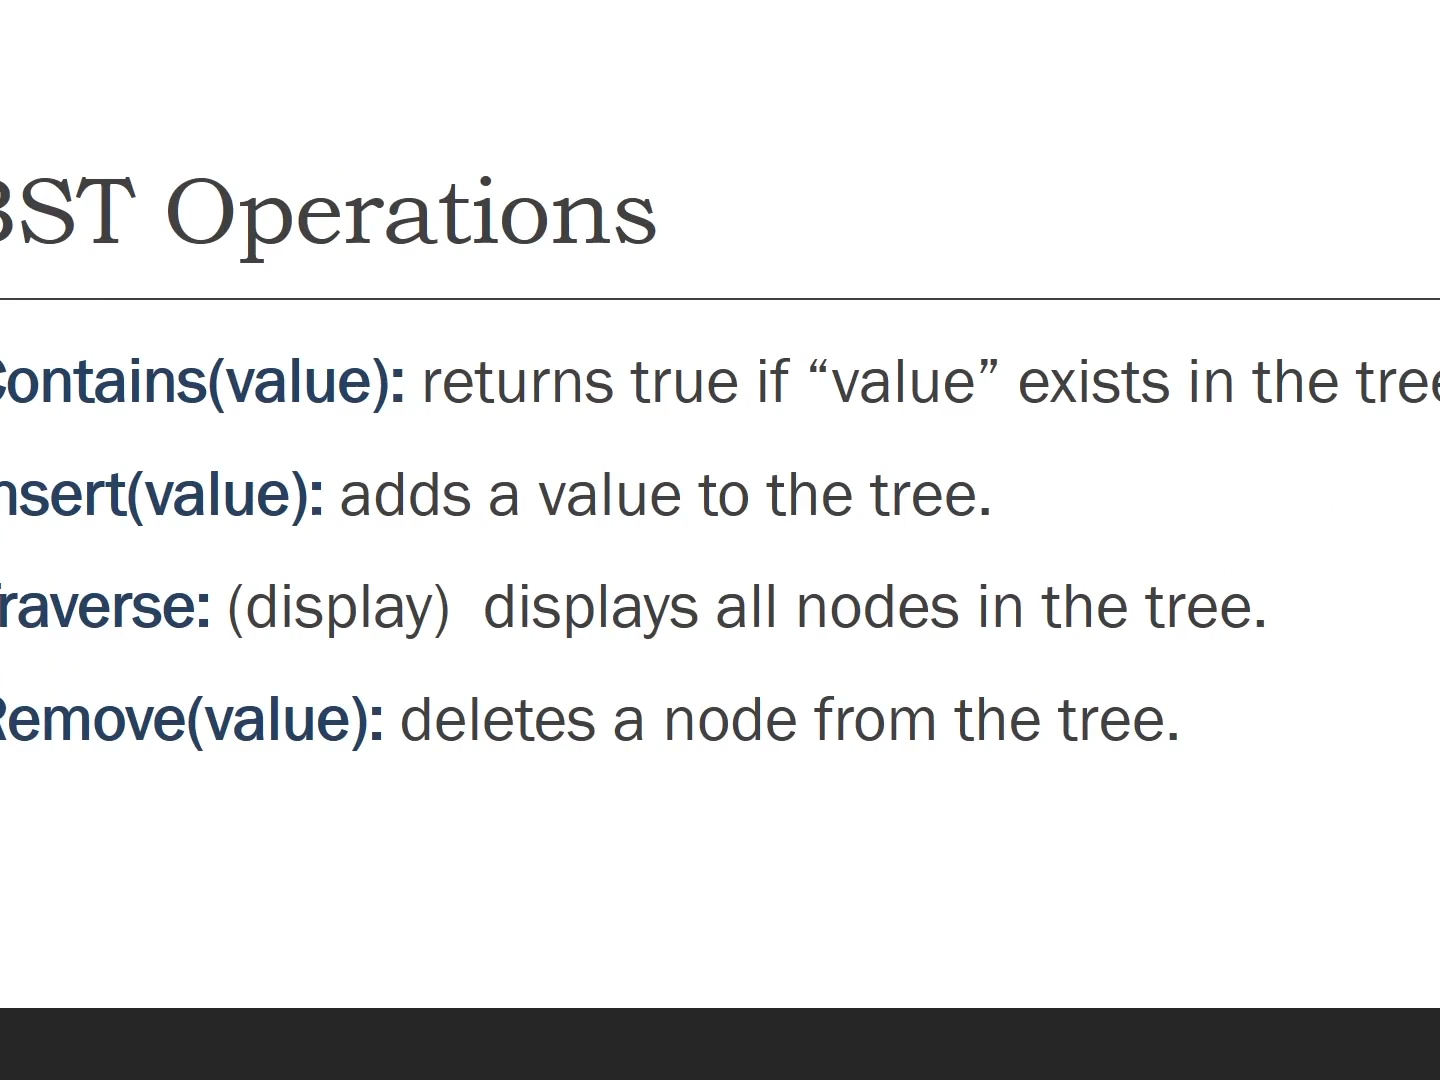 BST Operations
Contains(value): returns true if “value” exists in the tree
Insert(value): adds a value to the tree.
Traverse: (display)  displays all nodes in the tree.
Remove(value): deletes a node from the tree.